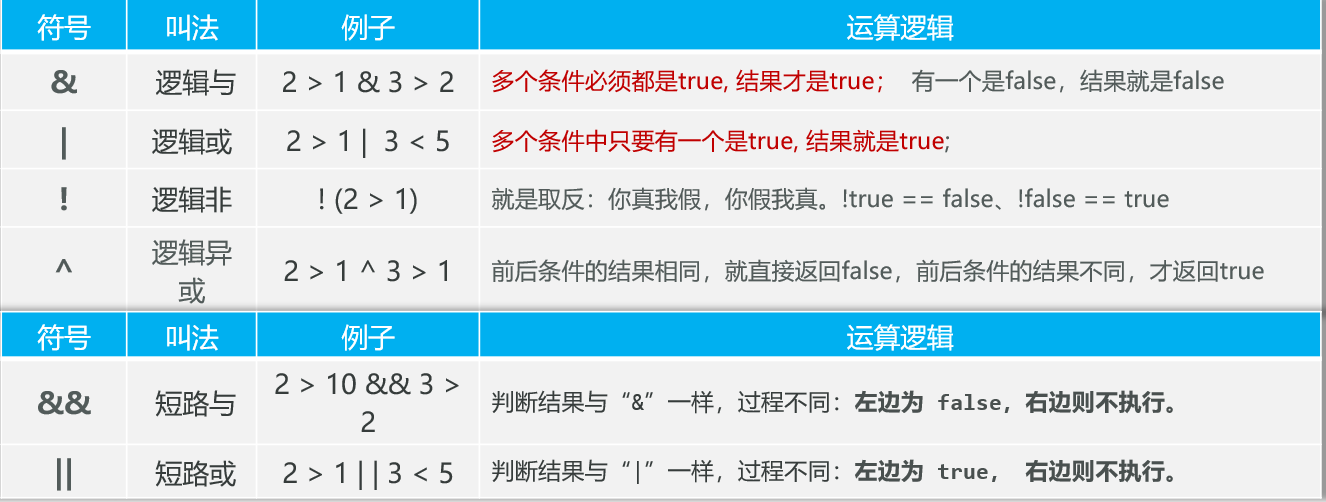 符号 叫法 例子 运算逻辑
& 逻辑与 2 > 1 & 3 > 2 多个条件必须都是true, 结果才是true； 有一个是false，结果就是false
| 逻辑或 2 > 1 | 3 < 5 多个条件中只要有一个是true, 结果就是true;
! 逻辑非 ! (2 > 1) 就是取反：你真我假，你假我真。!true == false、!false == true
^ 逻辑异
或 2 > 1 ^ 3 > 1 前后条件的结果相同，就直接返回false，前后条件的结果不同，才返回true
符号 叫法 例子 运算逻辑
&& 短路与 2 > 10 && 3 >
2 判断结果与“&”一样，过程不同：左边为 false，右边则不执行。
|| 短路或 2 > 1 || 3 < 5 判断结果与“|”一样，过程不同：左边为 true， 右边则不执行。